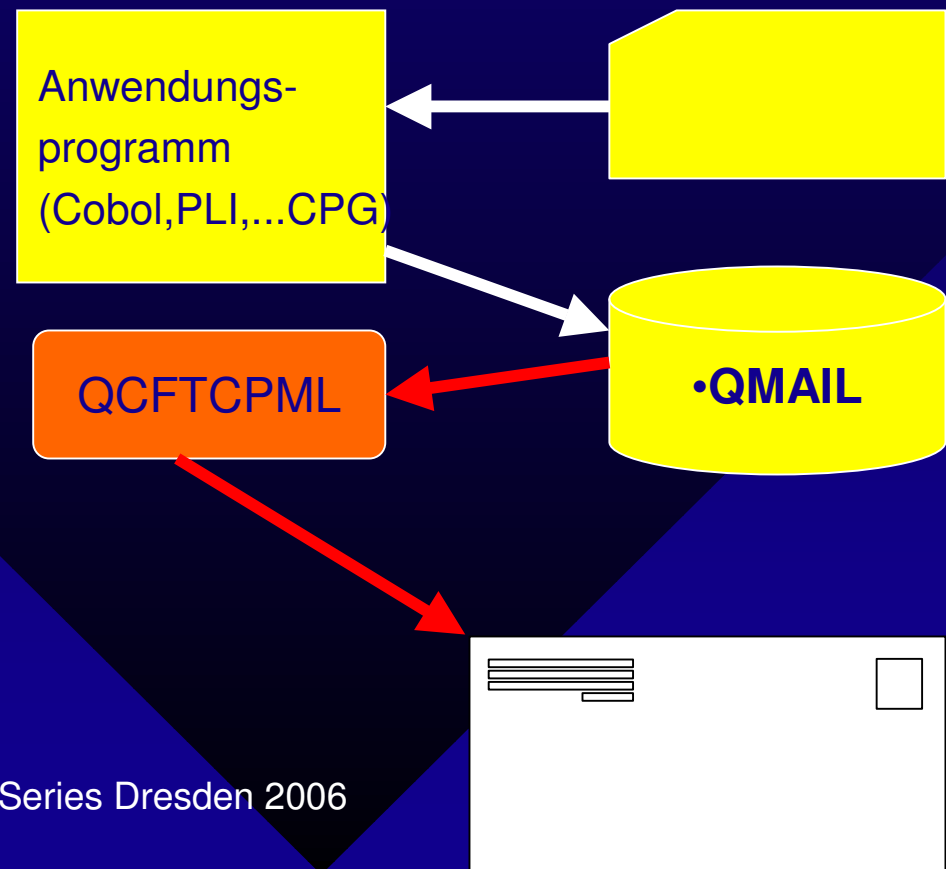 Anwendungs-
programm
(Cobol,PLI,...CPG)
QCFTCPML
•QMAIL
Series Dresden 2006